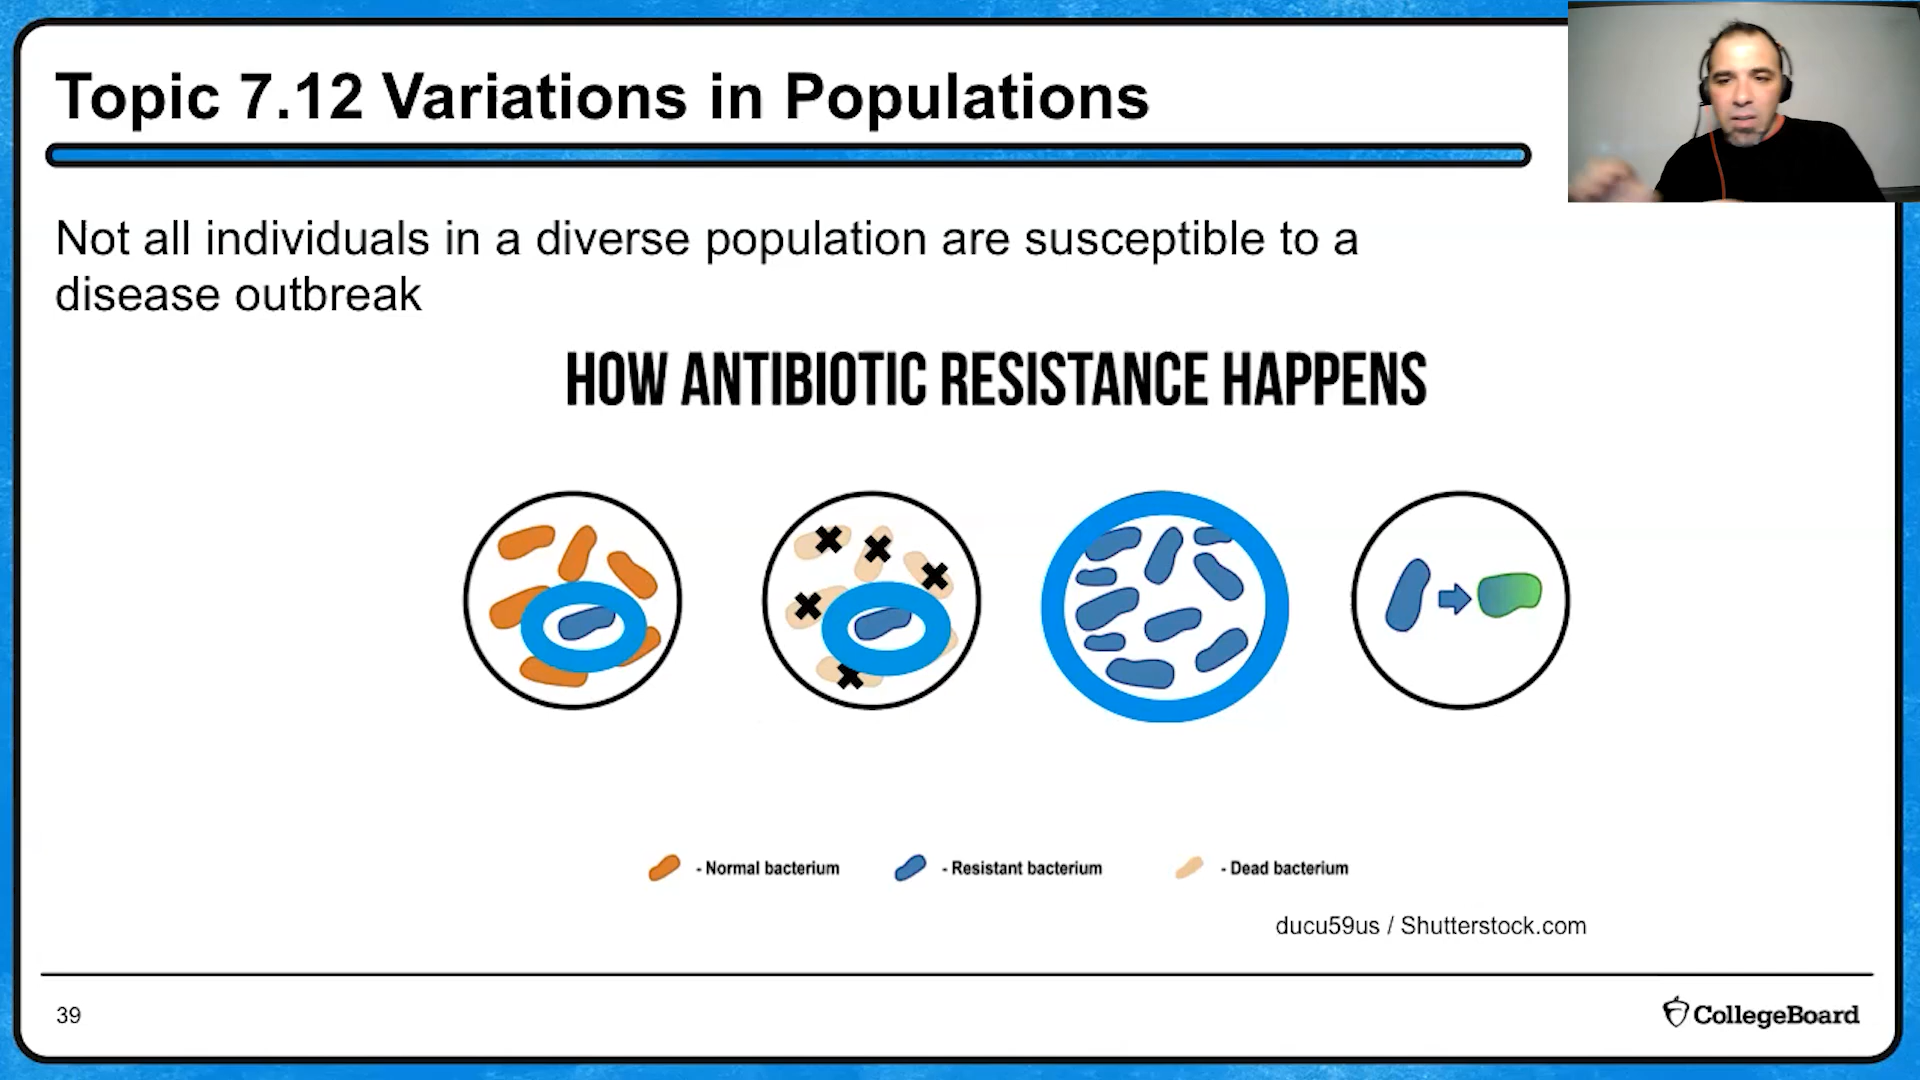 Topic 7.12 Variations in Populations
Not all individuals in a diverse population are susceptible to a
disease outbreak
HOW ANTIBIOTIC RESISTANCE HAPPENS
- Normal bacterium
- Resistant bacterium
- Dead bacterium
ducu59us / Shutterstock.com
39
CollegeBoard